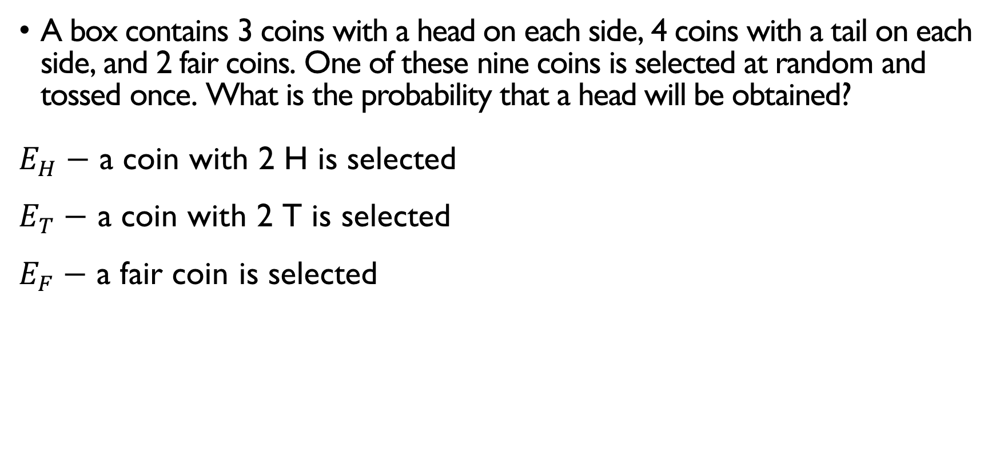 • A box contains 3 coins with a head on each side, 4 coins with a tail on each
side, and 2 fair coins. One of these nine coins is selected at random and
tossed once. What is the probability that a head will be obtained?
E_H − a coin with 2 H is selected
E_T − a coin with 2 T is selected
E_F − a fair coin is selected